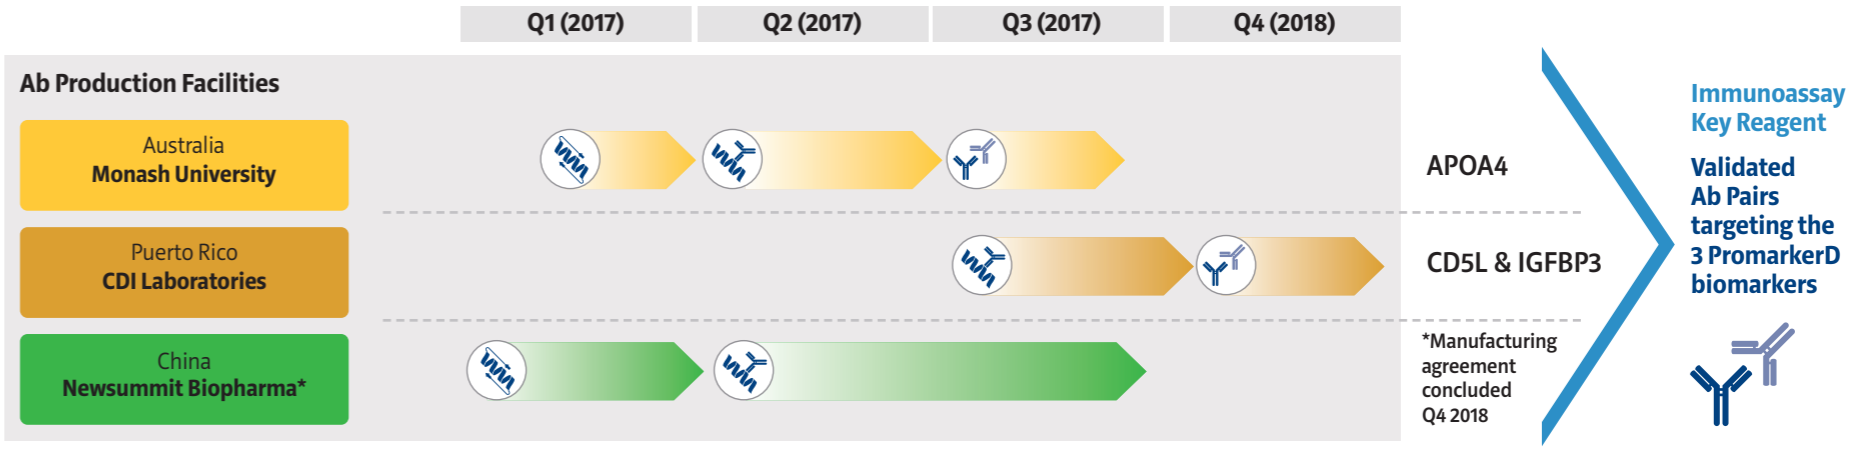 Q1 (2017)
Q2 (2017)
Q3 (2017)
Q4 (2018)
Ab Production Facilities
Australia
Monash University
APOA4
Puerto Rico
CDI Laboratories
CD5L & IGFBP3
China
Newsummit Biopharma*
*Manufacturing
agreement
concluded
Q4 2018
Immunoassay
Key Reagent
Validated
Ab Pairs
targeting the
3 PromarkerD
biomarkers